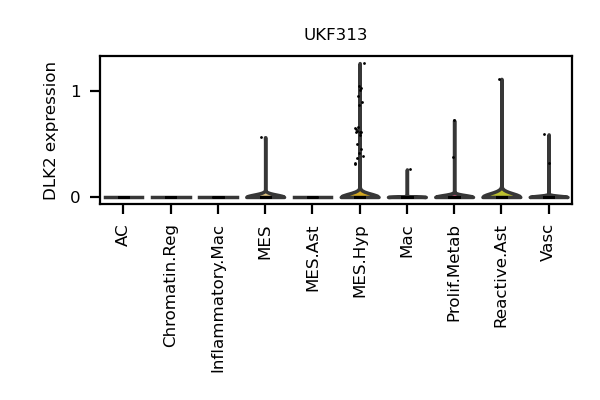 UKF313
DLK2 expression
1
0
AC
Chromatin.Reg
Inflammatory.Mac
MES
MES.Ast
MES.Hyp
Mac
Prolif.Metab
Reactive.Ast
Vasc